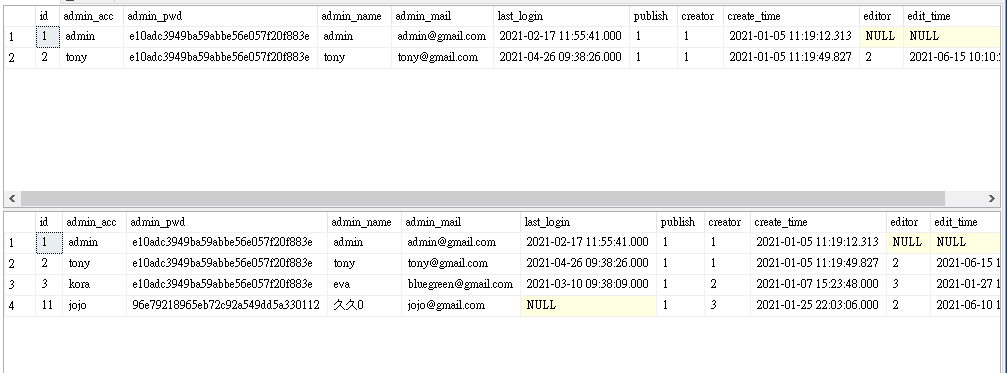 id admin_acc admin_pwd admin_name admin_mail last_login publish creator create_time editor edit_time
1 1 admin e10adc3949ba59abbe56e057f20f883e admin admin@gmail.com 2021-02-17 11:55:41.000 1 1 2021-01-05 11:19:12.313 NULL NULL
2 2 tony e10adc3949ba59abbe56e057f20f883e tony tony@gmail.com 2021-04-26 09:38:26.000 1 1 2021-01-05 11:19:49.827 2 2021-06-15 10:10:
id admin_acc admin_pwd admin_name admin_mail last_login publish creator create_time editor edit_time
1 1 admin e10adc3949ba59abbe56e057f20f883e admin admin@gmail.com 2021-02-17 11:55:41.000 1 1 2021-01-05 11:19:12.313 NULL NULL
2 2 tony e10adc3949ba59abbe56e057f20f883e tony tony@gmail.com 2021-04-26 09:38:26.000 1 1 2021-01-05 11:19:49.827 2 2021-06-15 1
3 3 kora e10adc3949ba59abbe56e057f20f883e eva bluegreen@gmail.com 2021-03-10 09:38:09.000 1 2 2021-01-07 15:23:48.000 3 2021-01-27 1
4 11 jojo 96e79218965eb72c92a549dd5a330112 久久0 jojo@gmail.com NULL 1 3 2021-01-25 22:03:06.000 2 2021-06-10 1